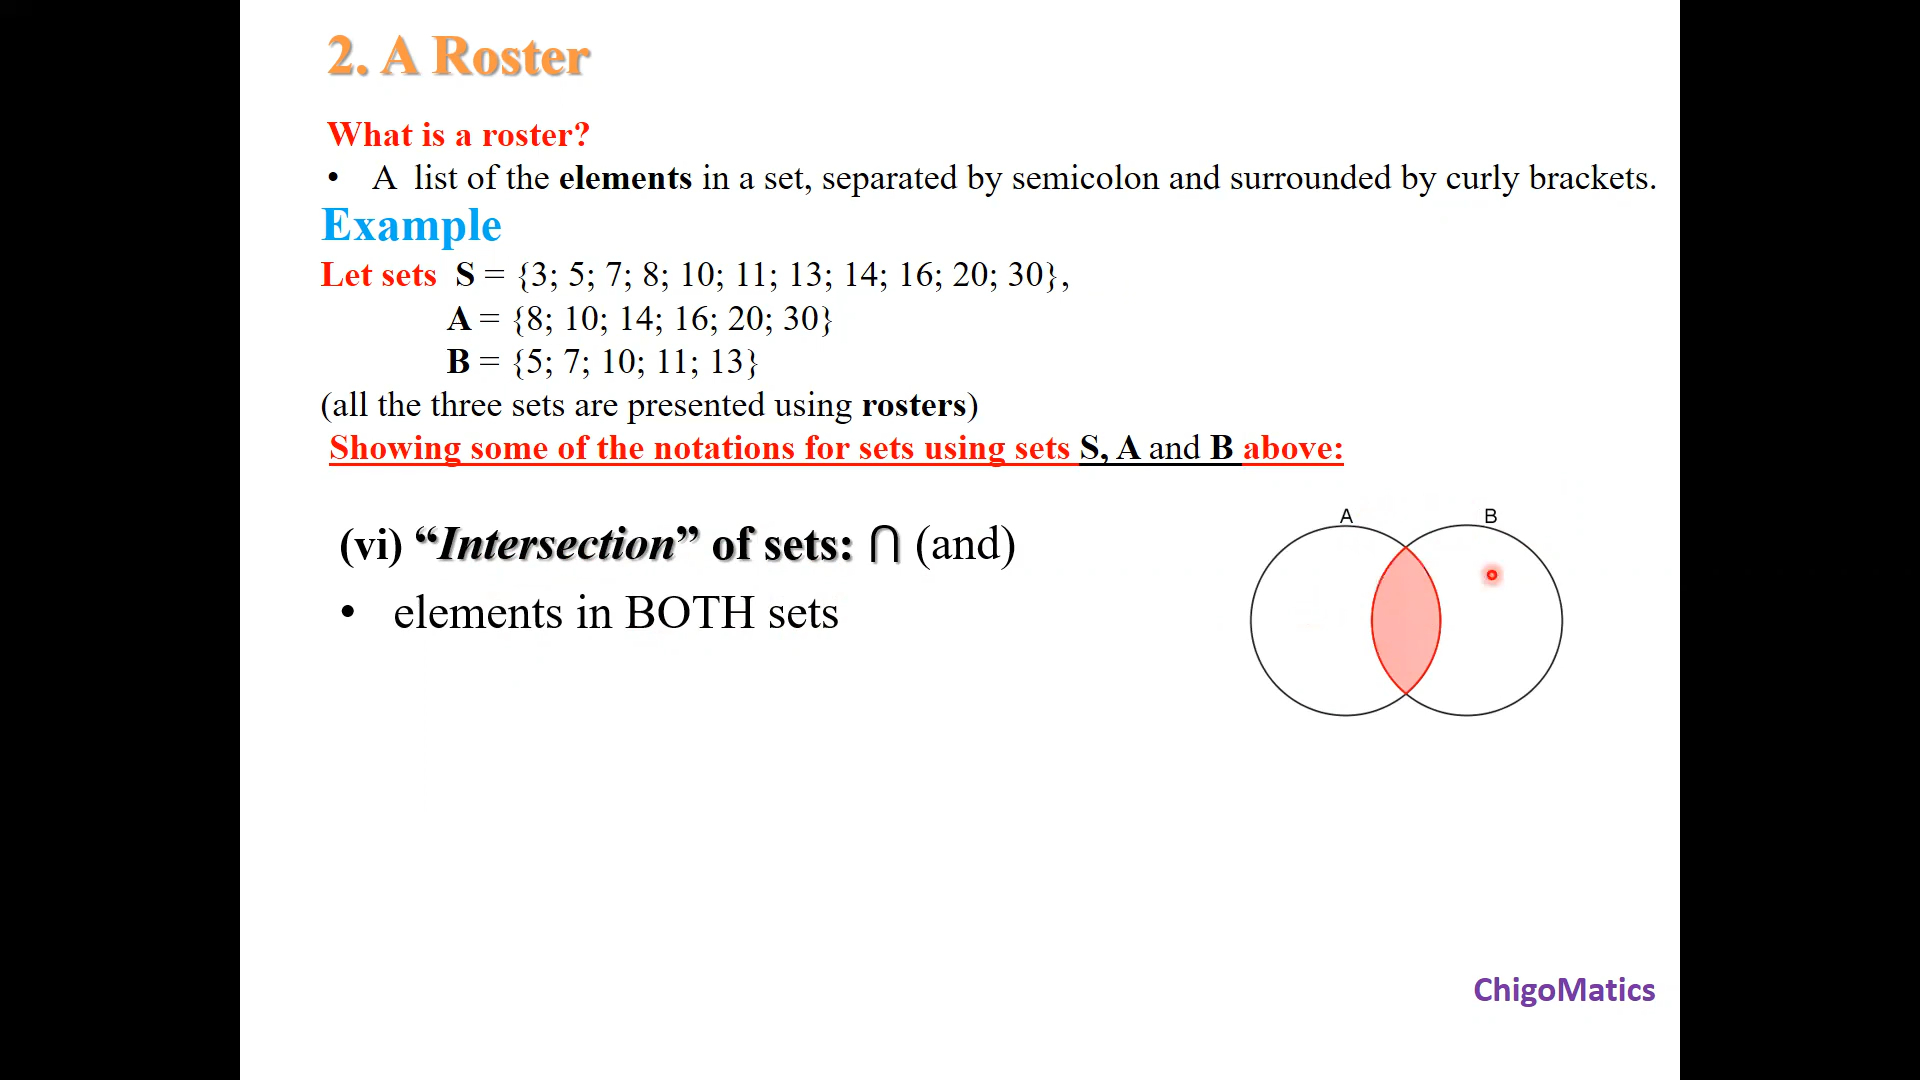 2. A Roster
What is a roster?
• A list of the elements in a set, separated by semicolon and surrounded by curly brackets.
Example
Let sets S = {3; 5; 7; 8; 10; 11; 13; 14; 16; 20; 30},
A = {8; 10; 14; 16; 20; 30}
B = {5; 7; 10; 11; 13}
(all the three sets are presented using rosters)
Showing some of the notations for sets using sets S, A and B above:
(vi) “Intersection” of sets: ⋂ (and)
• elements in BOTH sets
A B
ChigoMatics